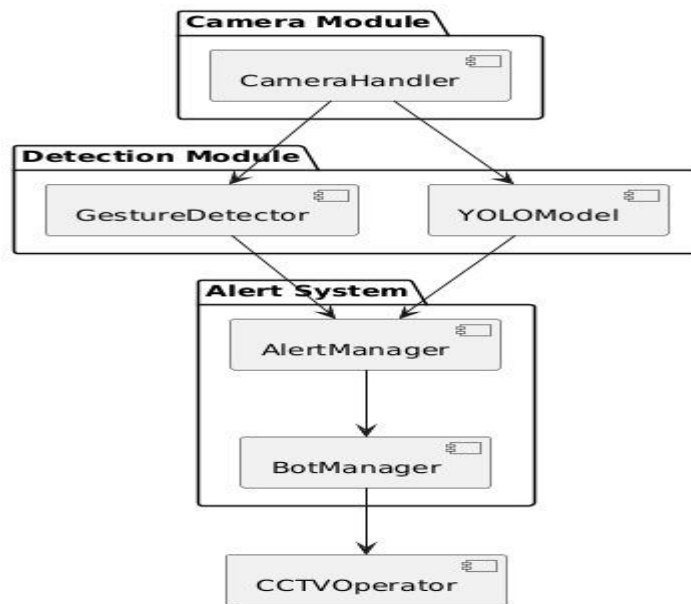 Camera Module
CameraHandler
Detection Module
GestureDetector
YOLOModel
Alert System
AlertManager
BotManager
CCTVOperator